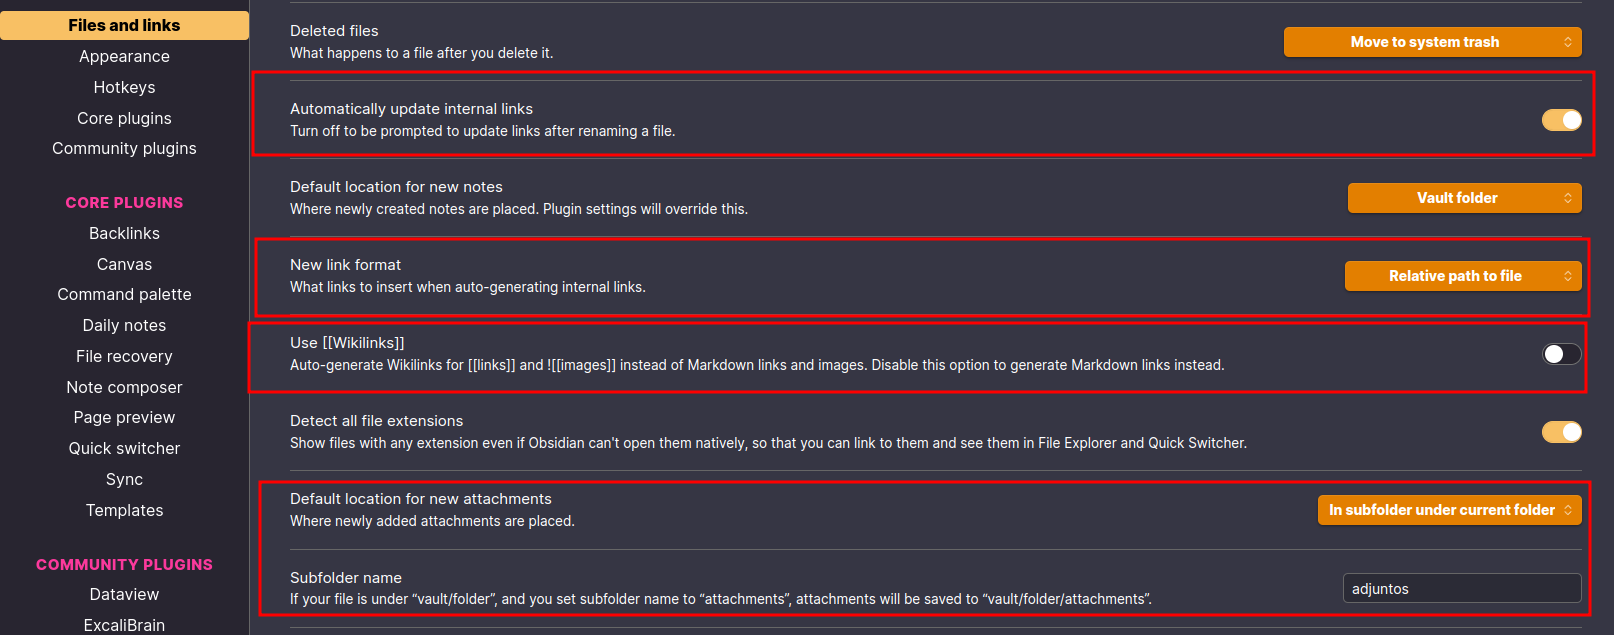 Files and links
Appearance
Hotkeys
Core plugins
Community plugins
CORE PLUGINS
Backlinks
Canvas
Command palette
Daily notes
File recovery
Note composer
Page preview
Quick switcher
Sync
Templates
COMMUNITY PLUGINS
Dataview
ExcaliBrain
Deleted files
What happens to a file after you delete it.
Move to system trash
Automatically update internal links
Turn off to be prompted to update links after renaming a file.
Default location for new notes
Where newly created notes are placed. Plugin settings will override this.
Vault folder
New link format
What links to insert when auto-generating internal links.
Relative path to file
Use [[Wikilinks]]
Auto-generate Wikilinks for [[links]] and ![[images]] instead of Markdown links and images. Disable this option to generate Markdown links instead.
Detect all file extensions
Show files with any extension even if Obsidian can't open them natively, so that you can link to them and see them in File Explorer and Quick Switcher.
Default location for new attachments
Where newly added attachments are placed.
In subfolder under current folder
Subfolder name
If your file is under “vault/folder”, and you set subfolder name to “attachments”, attachments will be saved to “vault/folder/attachments”.
adjuntos